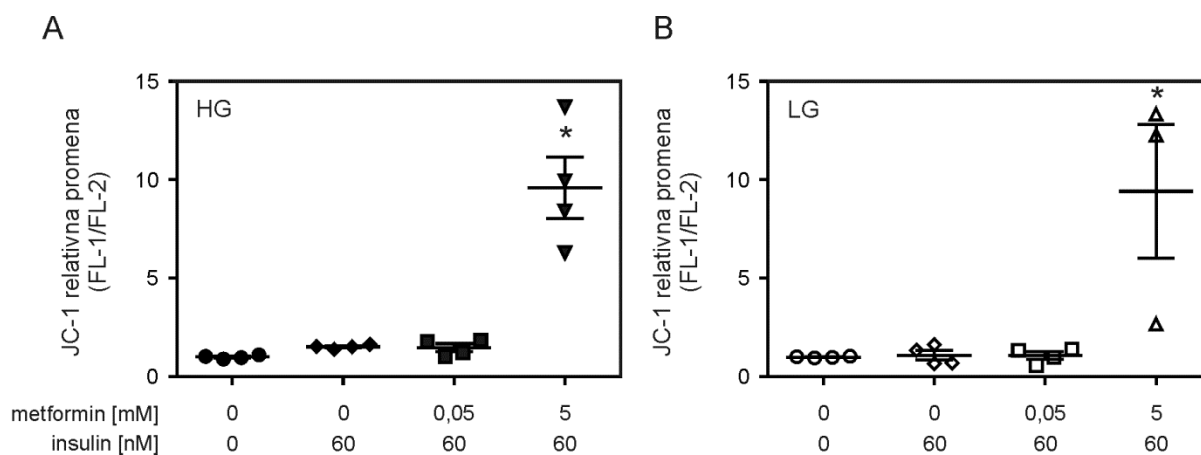 A
JC-1 relativna promena
(FL-1/FL-2)
15
10
5
0
HG
*
metformin [mM] 0 0 0,05 5
insulin [nM] 0 60 60 60
B
JC-1 relativna promena
(FL-1/FL-2)
15
10
5
0
LG
*
0 0 0,05 5
0 60 60 60